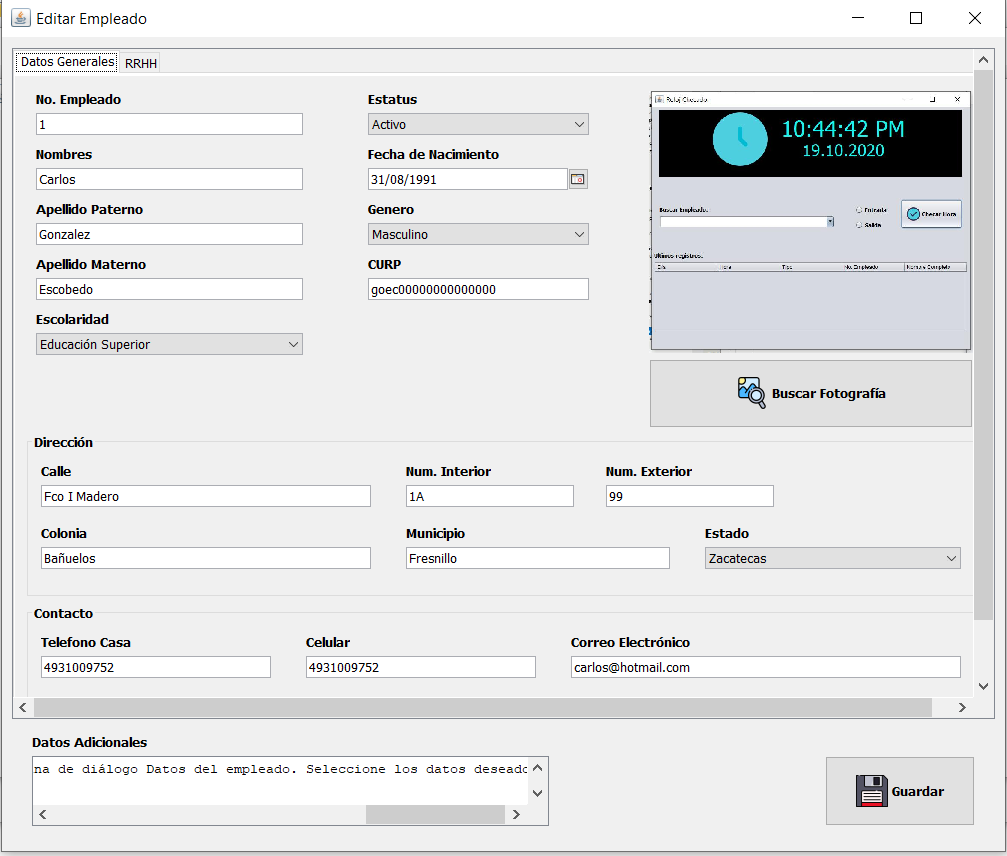 Editar Empleado
Datos Generales RRHH
No. Empleado
1
Nombres
Carlos
Apellido Paterno
Gonzalez
Apellido Materno
Escobedo
Escolaridad
Educación Superior
Estatus
Activo
Fecha de Nacimiento
31/08/1991
Genero
Masculino
CURP
goec00000000000000
Reloj Checado
10:44:42 PM
19.10.2020
Buscar Empleado:
Entrada
Salida
Checar Hora
Ultimos registros:
Dia Hora Tipo No. Empleado Nombre Completo
Buscar Fotografía
Dirección
Calle Num. Interior Num. Exterior
Fco I Madero 1A 99
Colonia Municipio Estado
Bañuelos Fresnillo Zacatecas
Contacto
Telefono Casa Celular Correo Electrónico
4931009752 4931009752 carlos@hotmail.com
Datos Adicionales
na de diálogo Datos del empleado. Seleccione los datos deseado
Guardar